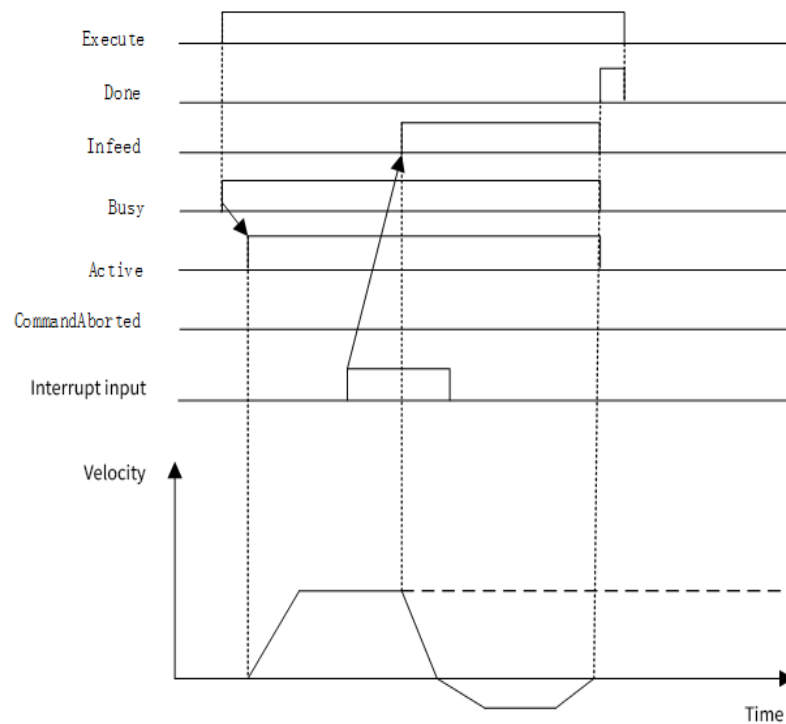 Execute
Done
Infeed
Busy
Active
CommandAborted
Interrupt input
Velocity
Time